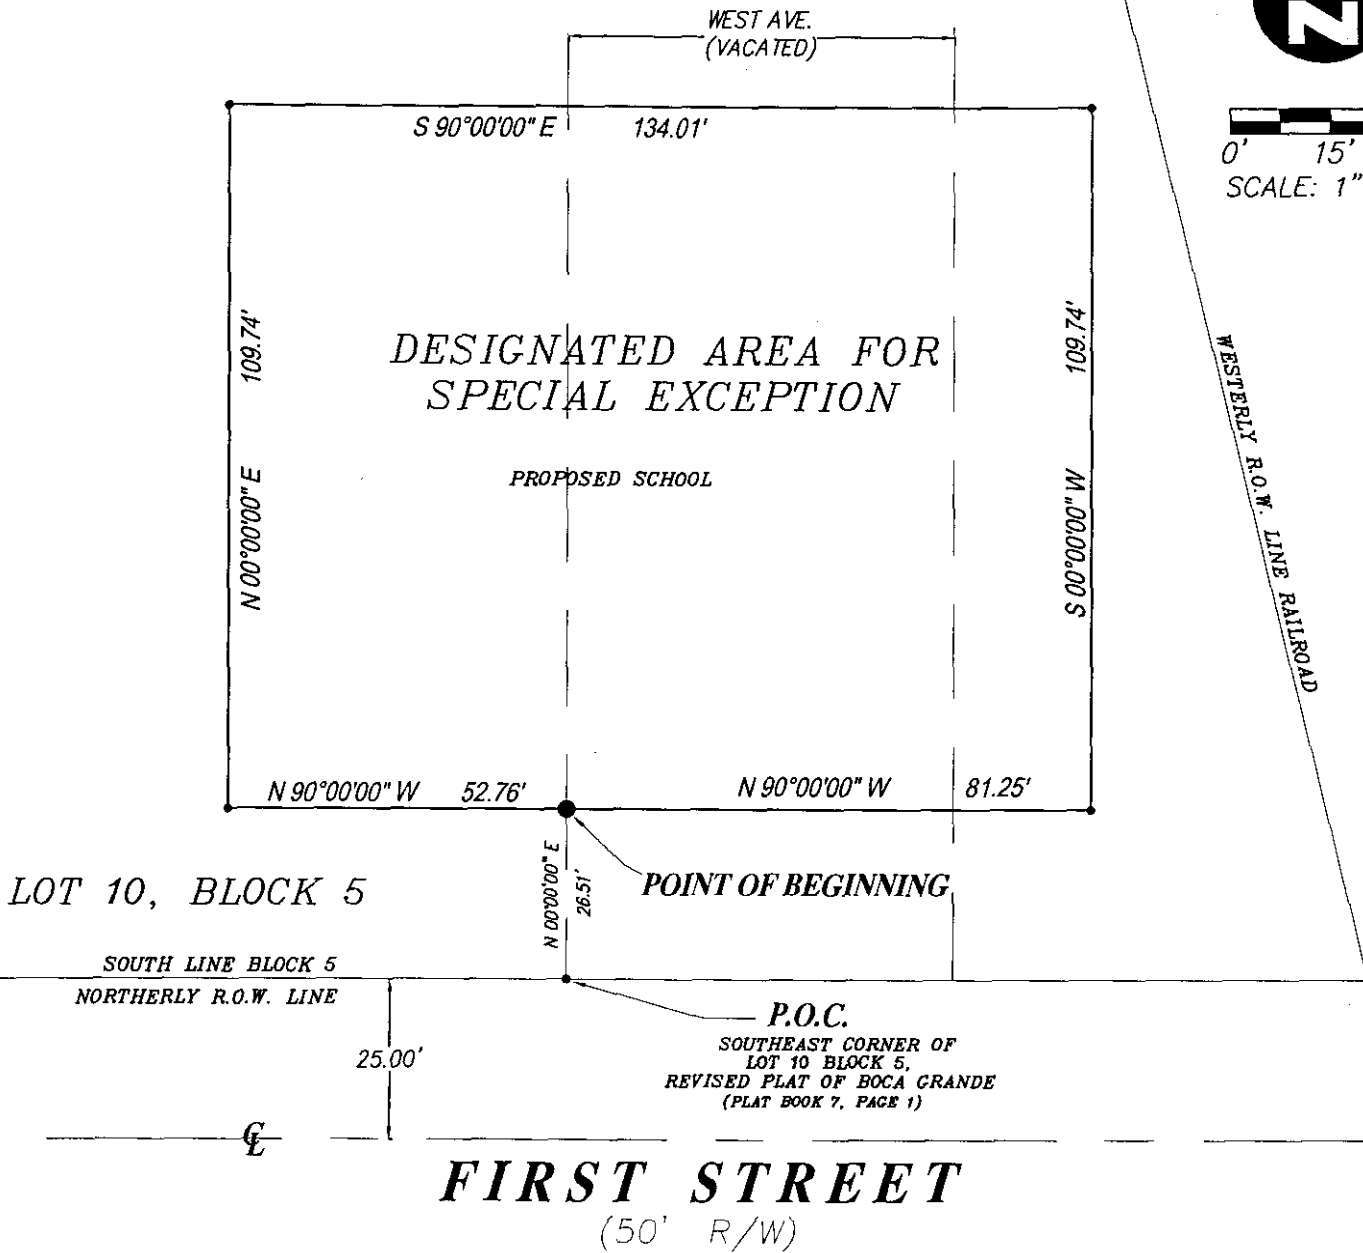 WEST AVE.
(VACATED)
N
S 90°00'00" E 134.01'
0' 15'
SCALE: 1"
109.74'
N 00°00'00" E
DESIGNATED AREA FOR
SPECIAL EXCEPTION
PROPOSED SCHOOL
109.74'
S 00°00'00" W
WESTERLY R.O.W. LINE RAILROAD
N 90°00'00" W 52.76'
N 90°00'00" W 81.25'
N 00°00'00" E
26.51'
POINT OF BEGINNING
LOT 10, BLOCK 5
SOUTH LINE BLOCK 5
NORTHERLY R.O.W. LINE
25.00'
P.O.C.
SOUTHEAST CORNER OF
LOT 10 BLOCK 5,
REVISED PLAT OF BOCA GRANDE
(PLAT BOOK 7, PAGE 1)
℄
FIRST STREET
(50' R/W)